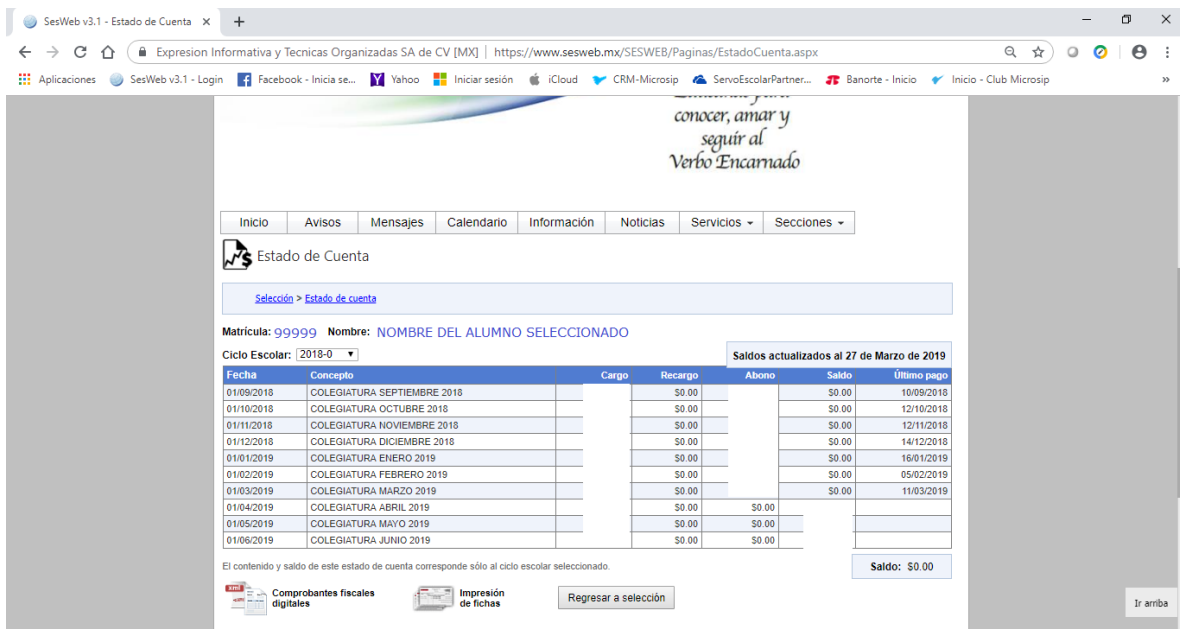 SesWeb v3.1 - Estado de Cuenta
Expresion Informativa y Tecnicas Organizadas SA de CV [MX] | https://www.sesweb.mx/SESWEB/Paginas/EstadoCuenta.aspx
Aplicaciones SesWeb v3.1 - Login Facebook - Inicia se... Yahoo Iniciar sesión iCloud CRM-Microsip ServoEscolarPartner... Banorte - Inicio Inicio - Club Microsip »
conocer, amar y
seguir al
Verbo Encarnado
Inicio Avisos Mensajes Calendario Información Noticias Servicios Secciones
Estado de Cuenta
Selección > Estado de cuenta
Matrícula: 99999 Nombre: NOMBRE DEL ALUMNO SELECCIONADO
Ciclo Escolar: 2018-0 Saldos actualizados al 27 de Marzo de 2019
Fecha Concepto Cargo Recargo Abono Saldo Último pago
01/09/2018 COLEGIATURA SEPTIEMBRE 2018 $0.00 $0.00 10/09/2018
01/10/2018 COLEGIATURA OCTUBRE 2018 $0.00 $0.00 12/10/2018
01/11/2018 COLEGIATURA NOVIEMBRE 2018 $0.00 $0.00 12/11/2018
01/12/2018 COLEGIATURA DICIEMBRE 2018 $0.00 $0.00 14/12/2018
01/01/2019 COLEGIATURA ENERO 2019 $0.00 $0.00 16/01/2019
01/02/2019 COLEGIATURA FEBRERO 2019 $0.00 $0.00 05/02/2019
01/03/2019 COLEGIATURA MARZO 2019 $0.00 $0.00 11/03/2019
01/04/2019 COLEGIATURA ABRIL 2019 $0.00 $0.00
01/05/2019 COLEGIATURA MAYO 2019 $0.00 $0.00
01/06/2019 COLEGIATURA JUNIO 2019 $0.00 $0.00
El contenido y saldo de este estado de cuenta corresponde sólo al ciclo escolar seleccionado.
Saldo: $0.00
Comprobantes fiscales
digitales
Impresión
de fichas
Regresar a selección
Ir arriba